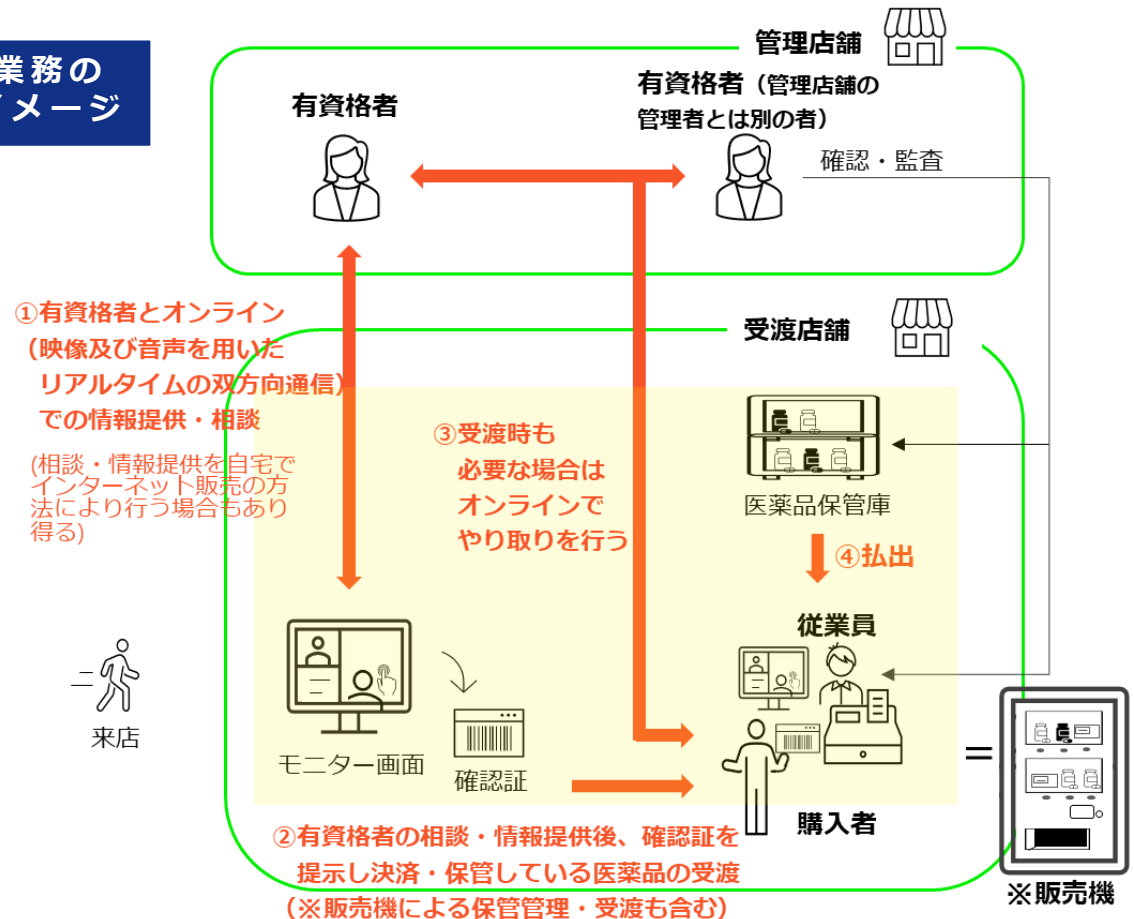 業務の
イメージ
管理店舗
有資格者
有資格者（管理店舗の
管理者とは別の者）
確認・監査
①有資格者とオンライン
（映像及び音声を用いた
リアルタイムの双方向通信）
での情報提供・相談
(相談・情報提供を自宅で
インターネット販売の方
法により行う場合もあり
得る)
受渡店舗
③受渡時も
必要な場合は
オンラインで
やり取りを行う
医薬品保管庫
④払出
従業員
来店
モニター画面
確認証
購入者
＝
②有資格者の相談・情報提供後、確認証を
提示し決済・保管している医薬品の受渡
（※販売機による保管管理・受渡も含む）
※販売機